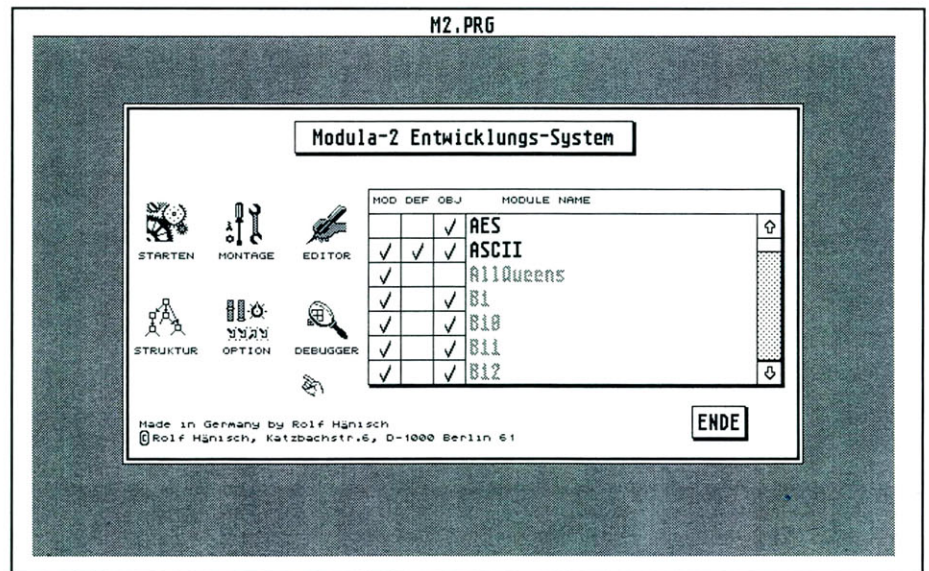 M2.PRG
Modula-2 Entwicklungs-System
MOD DEF OBJ MODULE NAME
✓ AES
✓ ✓ ✓ ASCII
✓ AllQueens
✓ ✓ B1
✓ ✓ B10
✓ ✓ B11
✓ ✓ B12
STARTEN MONTAGE EDITOR
STRUKTUR OPTION DEBUGGER
Made in Germany by Rolf Hänisch
©Rolf Hänisch, Katzbachstr.6, D-1000 Berlin 61
ENDE